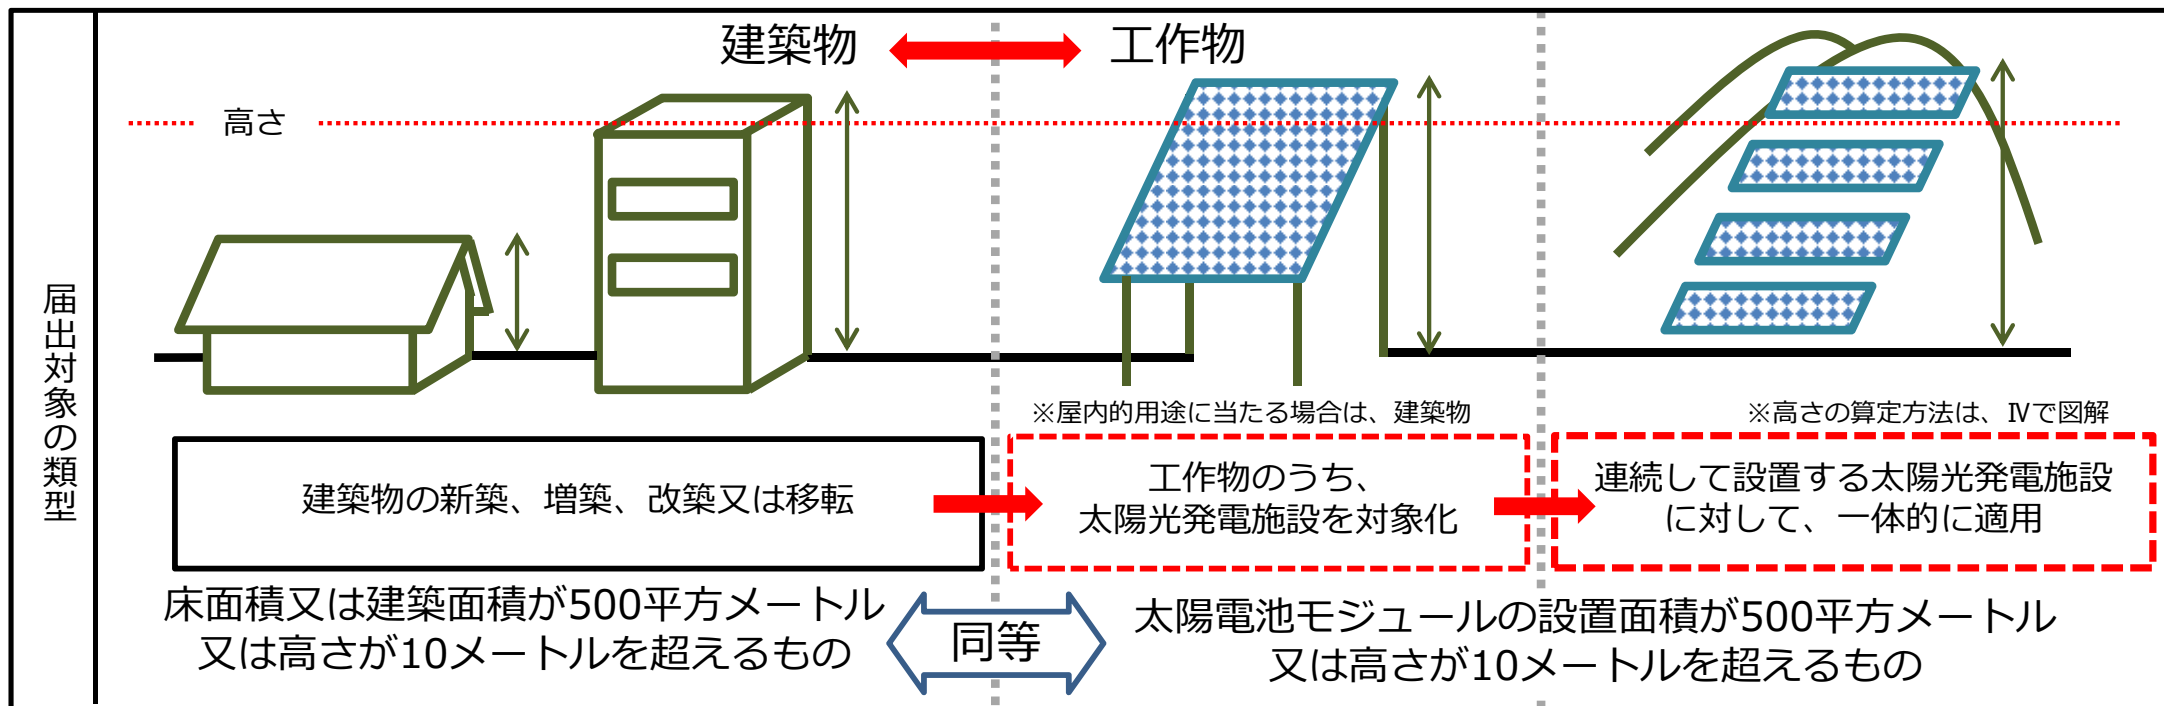 届出対象の類型
建築物
工作物
高さ
※屋内的用途に当たる場合は、建築物
※高さの算定方法は、Ⅳで図解
建築物の新築、増築、改築又は移転
工作物のうち、
太陽光発電施設を対象化
連続して設置する太陽光発電施設
に対して、一体的に適用
床面積又は建築面積が500平方メートル
又は高さが10メートルを超えるもの
同等
太陽電池モジュールの設置面積が500平方メートル
又は高さが10メートルを超えるもの